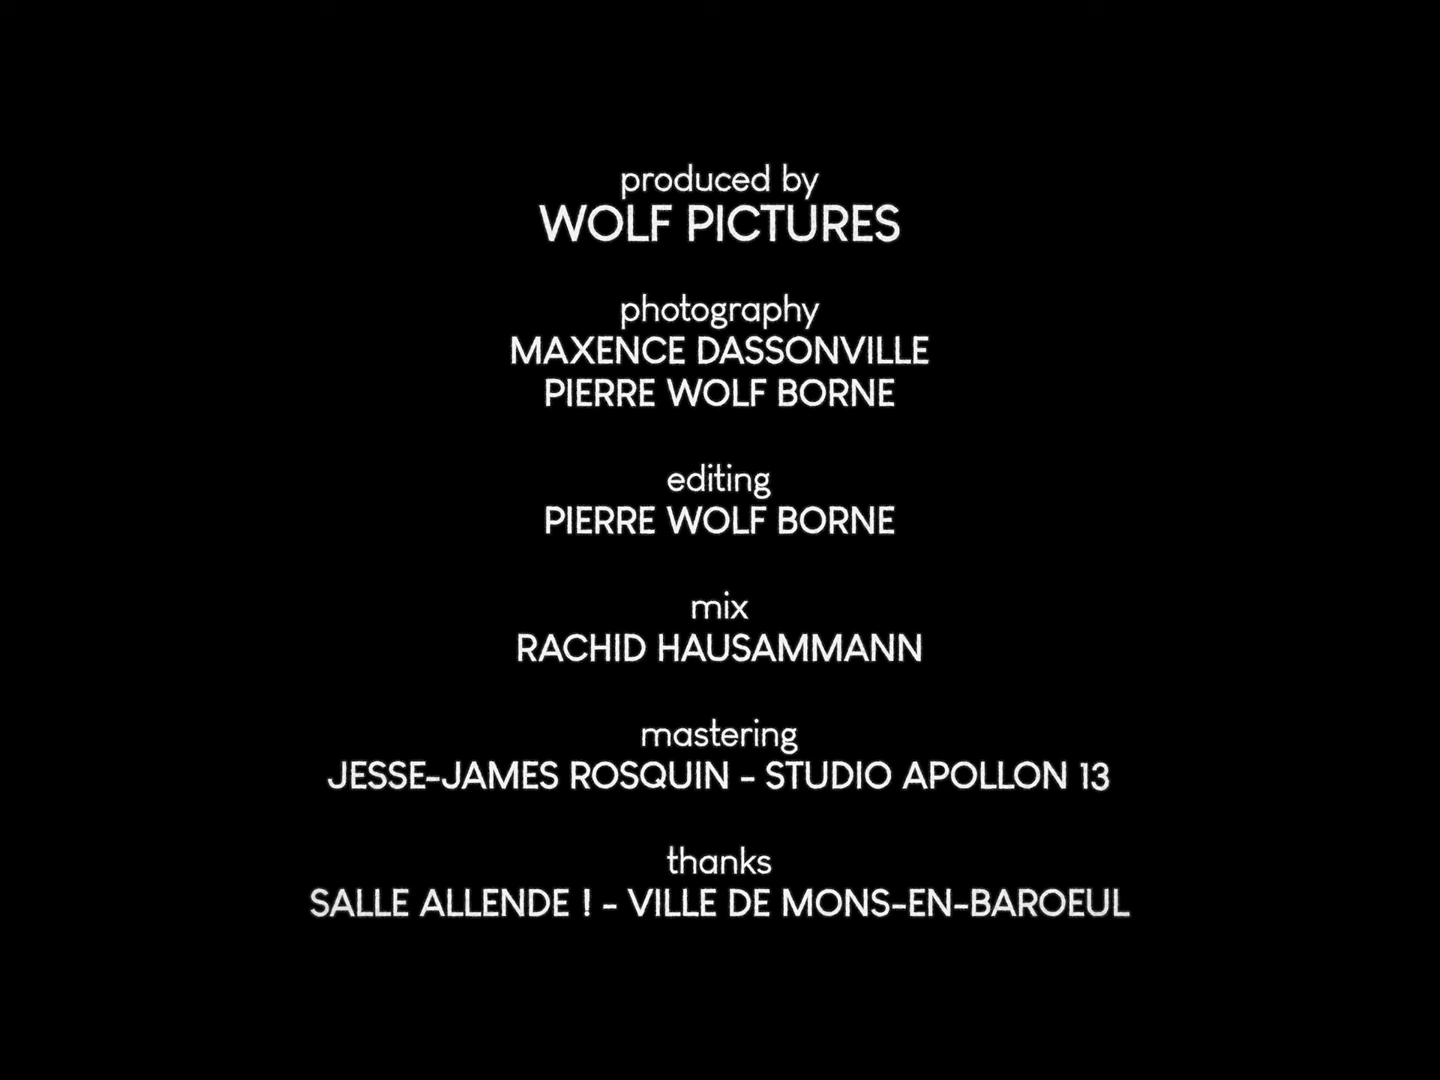 produced by
WOLF PICTURES
photography
MAXENCE DASSONVILLE
PIERRE WOLF BORNE
editing
PIERRE WOLF BORNE
mix
RACHID HAUSAMMANN
mastering
JESSE-JAMES ROSQUIN - STUDIO APOLLON 13
thanks
SALLE ALLENDE ! - VILLE DE MONS-EN-BAROEUL